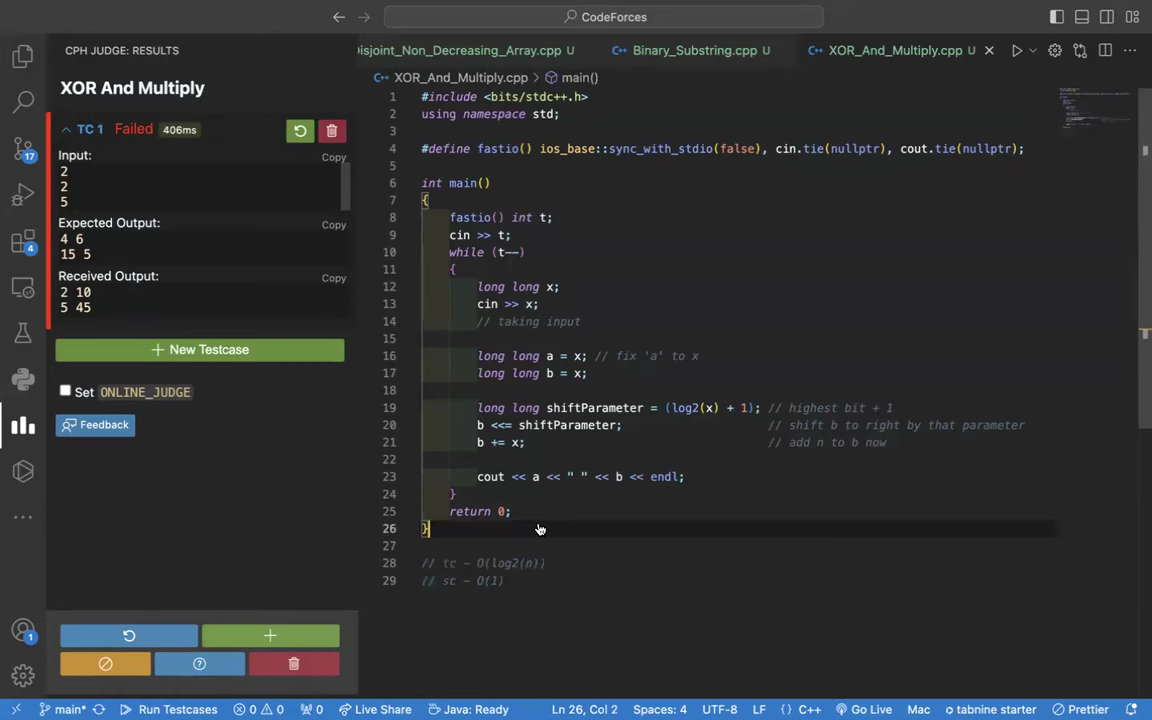 CodeForces
CPH JUDGE: RESULTS
isjoint_Non_Decreasing_Array.cpp U
Binary_Substring.cpp U
XOR_And_Multiply.cpp U
XOR_And_Multiply.cpp > main()
XOR And Multiply
TC 1 Failed 406ms
Input:
Copy
2
2
5
Expected Output:
Copy
4 6
15 5
Received Output:
Copy
2 10
5 45
New Testcase
Set ONLINE_JUDGE
Feedback
17
4
1
1 #include <bits/stdc++.h>
2 using namespace std;
3
4 #define fastio() ios_base::sync_with_stdio(false), cin.tie(nullptr), cout.tie(nullptr);
5
6 int main()
7 {
8 fastio() int t;
9 cin >> t;
10 while (t--)
11 {
12 long long x;
13 cin >> x;
14 // taking input
15
16 long long a = x; // fix 'a' to x
17 long long b = x;
18
19 long long shiftParameter = (log2(x) + 1); // highest bit + 1
20 b <<= shiftParameter; // shift b to right by that parameter
21 b += x; // add n to b now
22
23 cout << a << " " << b << endl;
24 }
25 return 0;
26 }
27
28 // tc - O(log2(n))
29 // sc - O(1)
main* Run Testcases 0 0 0 Live Share Java: Ready Ln 26, Col 2 Spaces: 4 UTF-8 LF {} C++ Go Live Mac tabnine starter Prettier